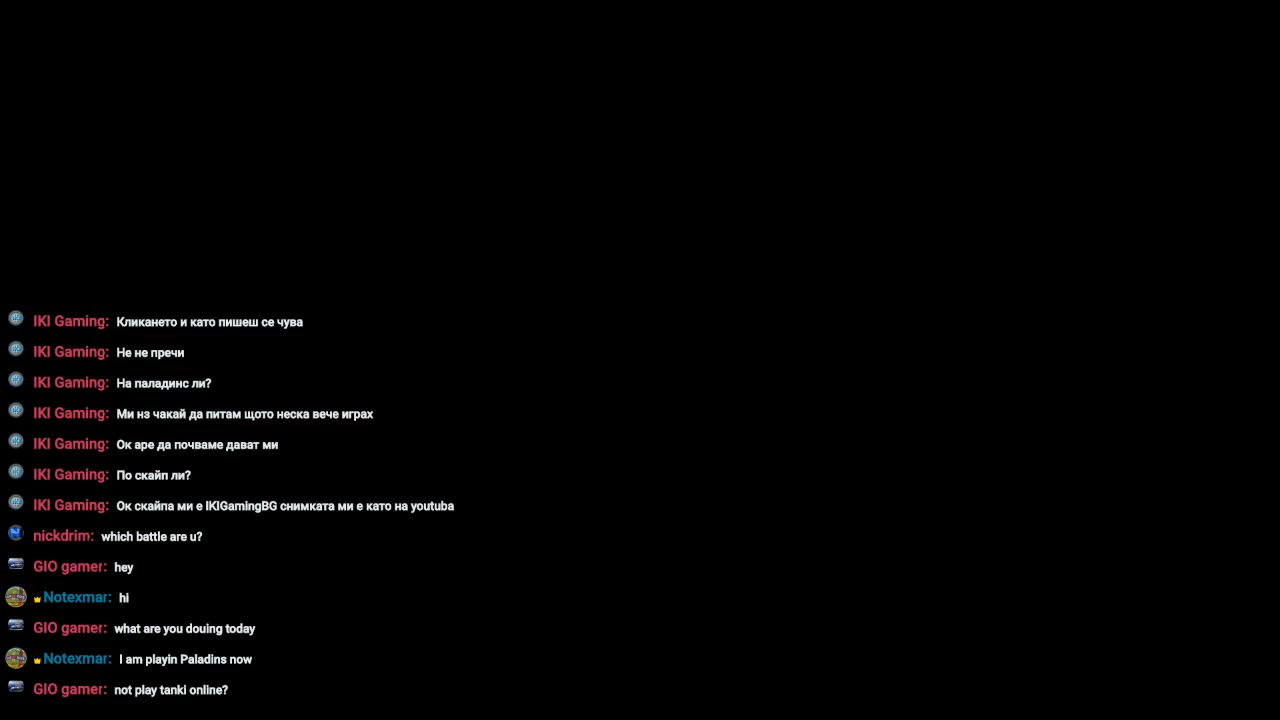 IKI Gaming: Кликането и като пишеш се чува
IKI Gaming: Не не пречи
IKI Gaming: На паладинс ли?
IKI Gaming: Ми нз чакай да питам щото неска вече играх
IKI Gaming: Ок аре да почваме дават ми
IKI Gaming: По скайп ли?
IKI Gaming: Ок скайпа ми е IKIGamingBG снимката ми е като на youtuba
nickdrim: which battle are u?
GIO gamer: hey
Notexmar: hi
GIO gamer: what are you douing today
Notexmar: I am playin Paladins now
GIO gamer: not play tanki online?